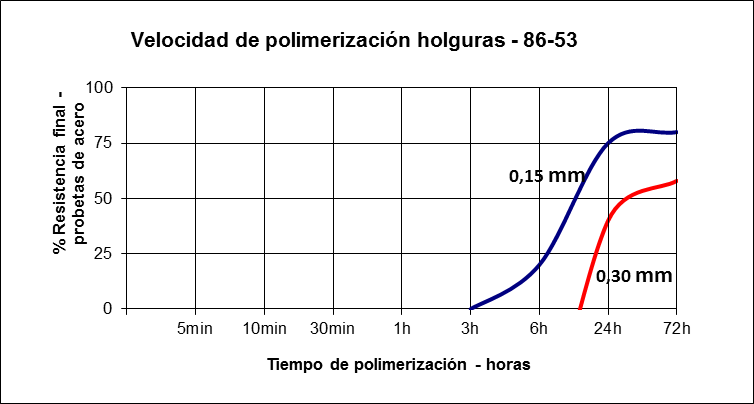 Velocidad de polimerización holguras - 86-53
% Resistencia final -
probetas de acero
100
75
50
25
0
0,15 mm
0,30 mm
5min 10min 30min 1h 3h 6h 24h 72h
Tiempo de polimerización - horas